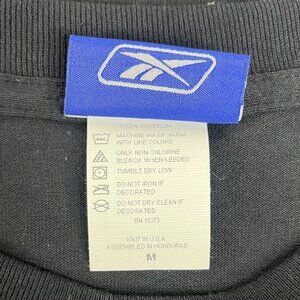 100% COTTON
MACHINE WASH WARM
WITH LIKE COLORS
ONLY NON-CHLORINE
BLEACH WHEN NEEDED
TUMBLE DRY LOW
DO NOT IRON IF
DECORATED
DO NOT DRY CLEAN IF
DECORATED
RN 15373
KNIT IN U.S.A
ASSEMBLED IN HONDURAS
M